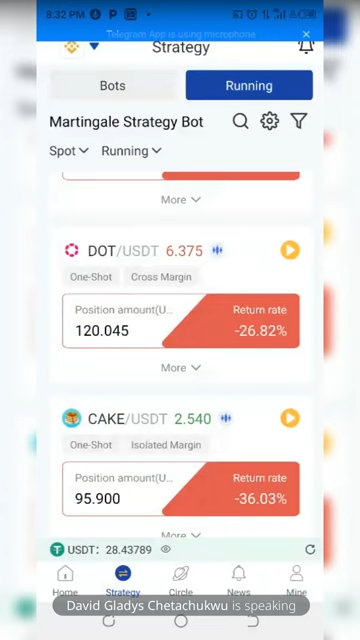 8:32 PM
Telegram App is using microphone
Strategy
Bots
Running
Martingale Strategy Bot
Spot
Running
More
DOT/USDT 6.375
One-Shot
Cross Margin
Position amount(U...
Return rate
120.045
-26.82%
More
CAKE/USDT 2.540
One-Shot
Isolated Margin
Position amount(U...
Return rate
95.900
-36.03%
More
USDT: 28.43789
Home
Strategy
Circle
News
Mine
David Gladys Chetachukwu is speaking